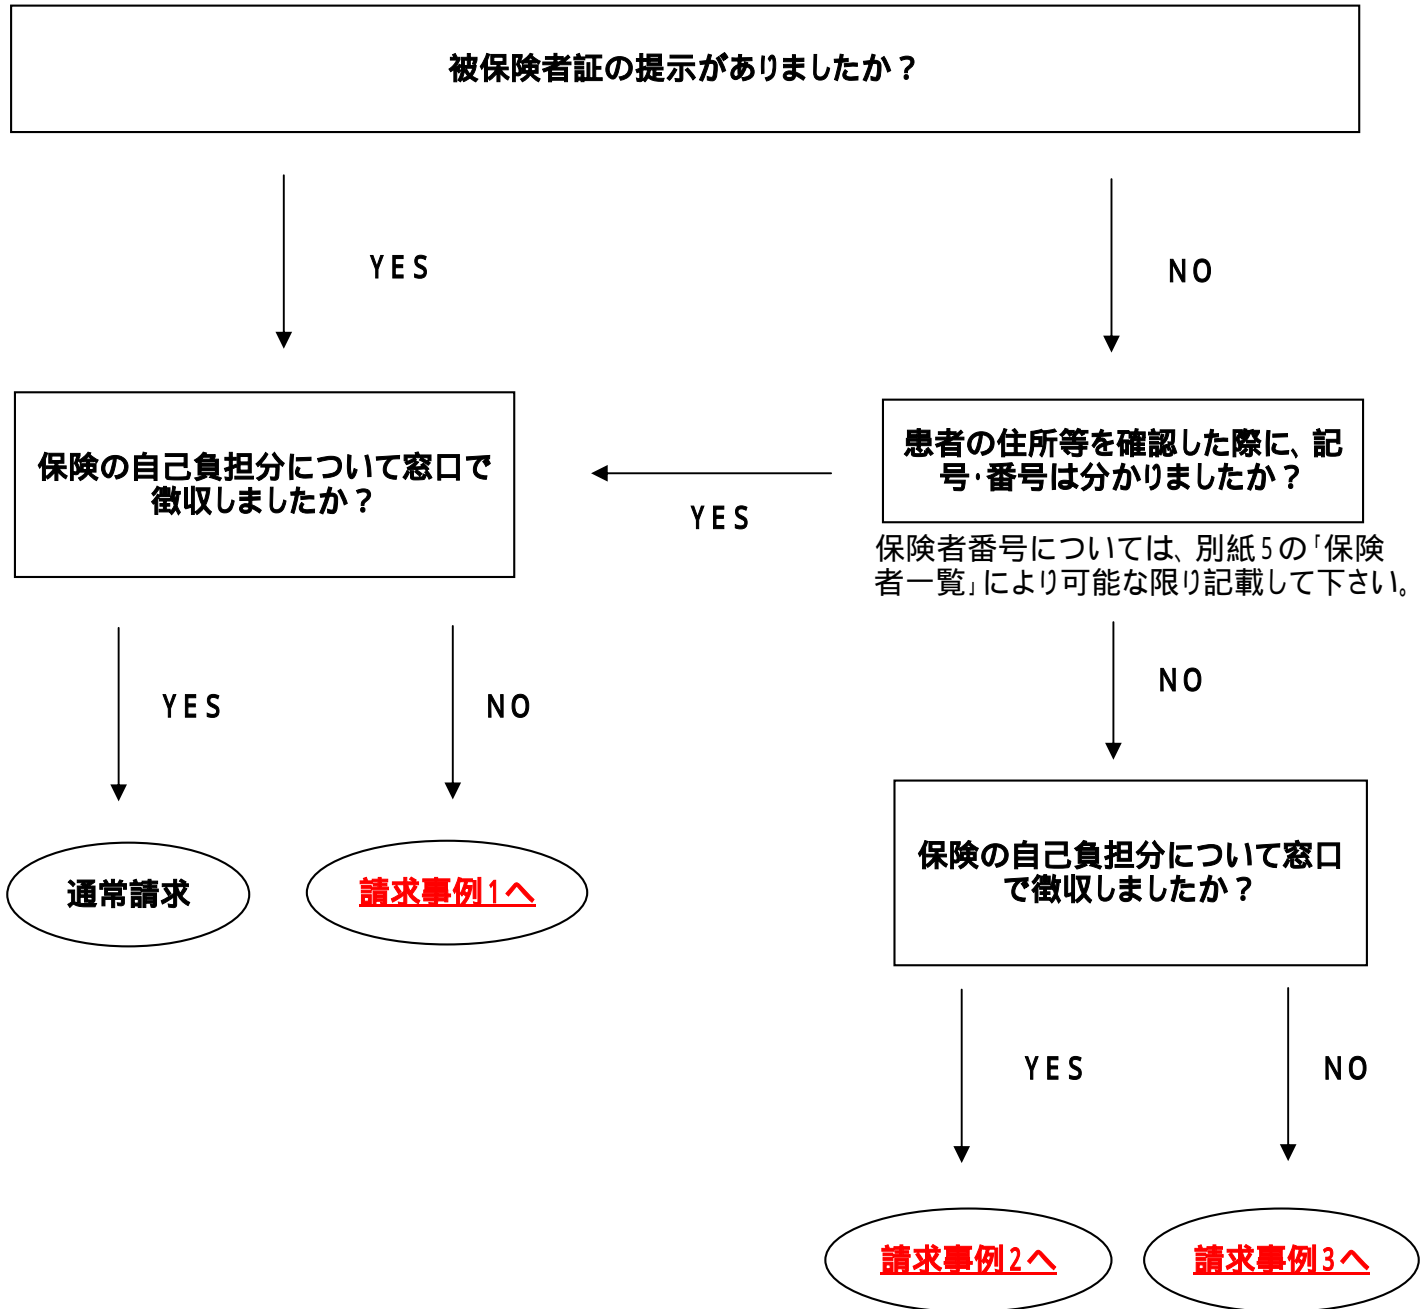 被保険者証の提示がありましたか？
YES
NO
保険の自己負担分について窓口で
徴収しましたか？
患者の住所等を確認した際に、記
号・番号は分かりましたか？
YES
保険者番号については、別紙5の「保険
者一覧」により可能な限り記載して下さい。
YES
NO
NO
通常請求
請求事例1へ
保険の自己負担分について窓口
で徴収しましたか？
YES
NO
請求事例2へ
請求事例3へ